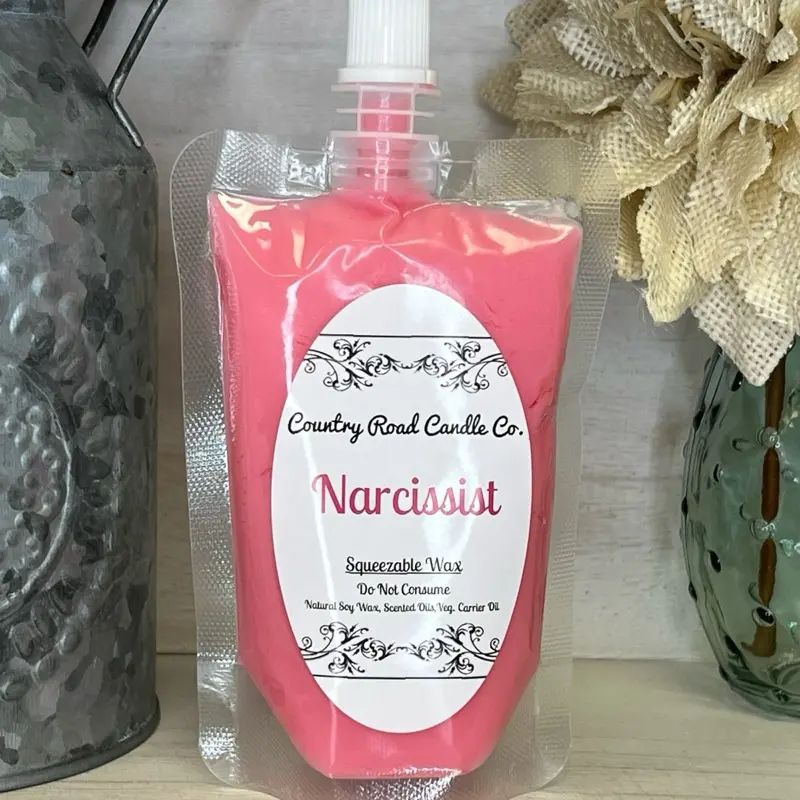 Country Road Candle Co.
Narcissist
Squeezable Wax
Do Not Consume
Natural Soy Wax, Scented Oils, Veg. Carrier Oil